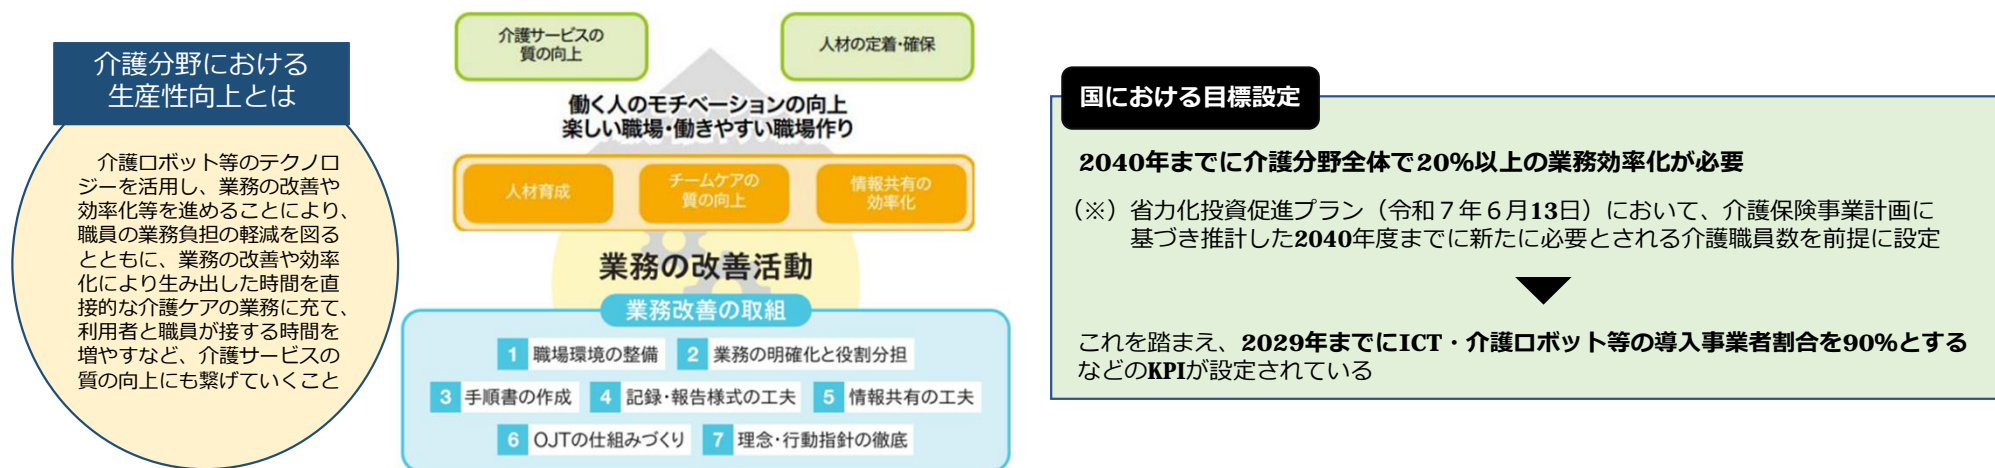 介護分野における
生産性向上とは
介護ロボット等のテクノロ
ジーを活用し、業務の改善や
効率化等を進めることにより、
職員の業務負担の軽減を図る
とともに、業務の改善や効率
化により生み出した時間を直
接的な介護ケアの業務に充て、
利用者と職員が接する時間を
増やすなど、介護サービスの
質の向上にも繋げていくこと
介護サービスの
質の向上
人材の定着・確保
働く人のモチベーションの向上
楽しい職場・働きやすい職場作り
人材育成
チームケアの
質の向上
情報共有の
効率化
業務の改善活動
業務改善の取組
1 職場環境の整備 2 業務の明確化と役割分担
3 手順書の作成 4 記録・報告様式の工夫 5 情報共有の工夫
6 OJTの仕組みづくり 7 理念・行動指針の徹底
国における目標設定
2040年までに介護分野全体で20%以上の業務効率化が必要
（※）省力化投資促進プラン（令和７年６月13日）において、介護保険事業計画に
基づき推計した2040年度までに新たに必要とされる介護職員数を前提に設定
これを踏まえ、2029年までにICT・介護ロボット等の導入事業者割合を90%とする
などのKPIが設定されている